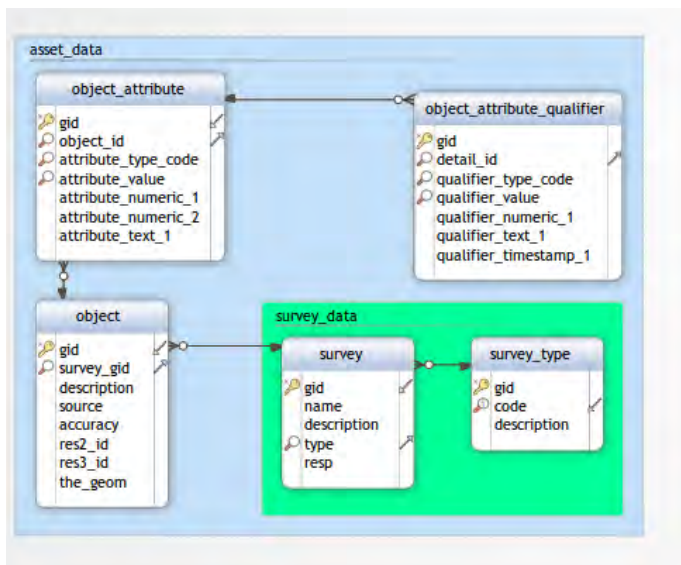 asset_data
object_attribute
gid
object_id
attribute_type_code
attribute_value
attribute_numeric_1
attribute_numeric_2
attribute_text_1
object_attribute_qualifier
gid
detail_id
qualifier_type_code
qualifier_value
qualifier_numeric_1
qualifier_text_1
qualifier_timestamp_1
object
gid
survey_gid
description
source
accuracy
res2_id
res3_id
the_geom
survey_data
survey
gid
name
description
type
resp
survey_type
gid
code
description